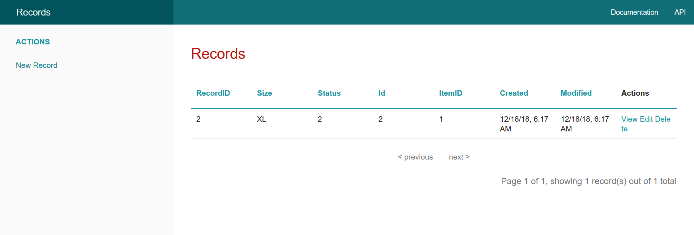 Records
Documentation API
ACTIONS
New Record
Records
RecordID Size Status Id ItemID Created Modified Actions
2 XL 2 2 1 12/18/18, 6:17 12/18/18, 6:17 View Edit Dele
AM AM te
< previous next >
Page 1 of 1, showing 1 record(s) out of 1 total